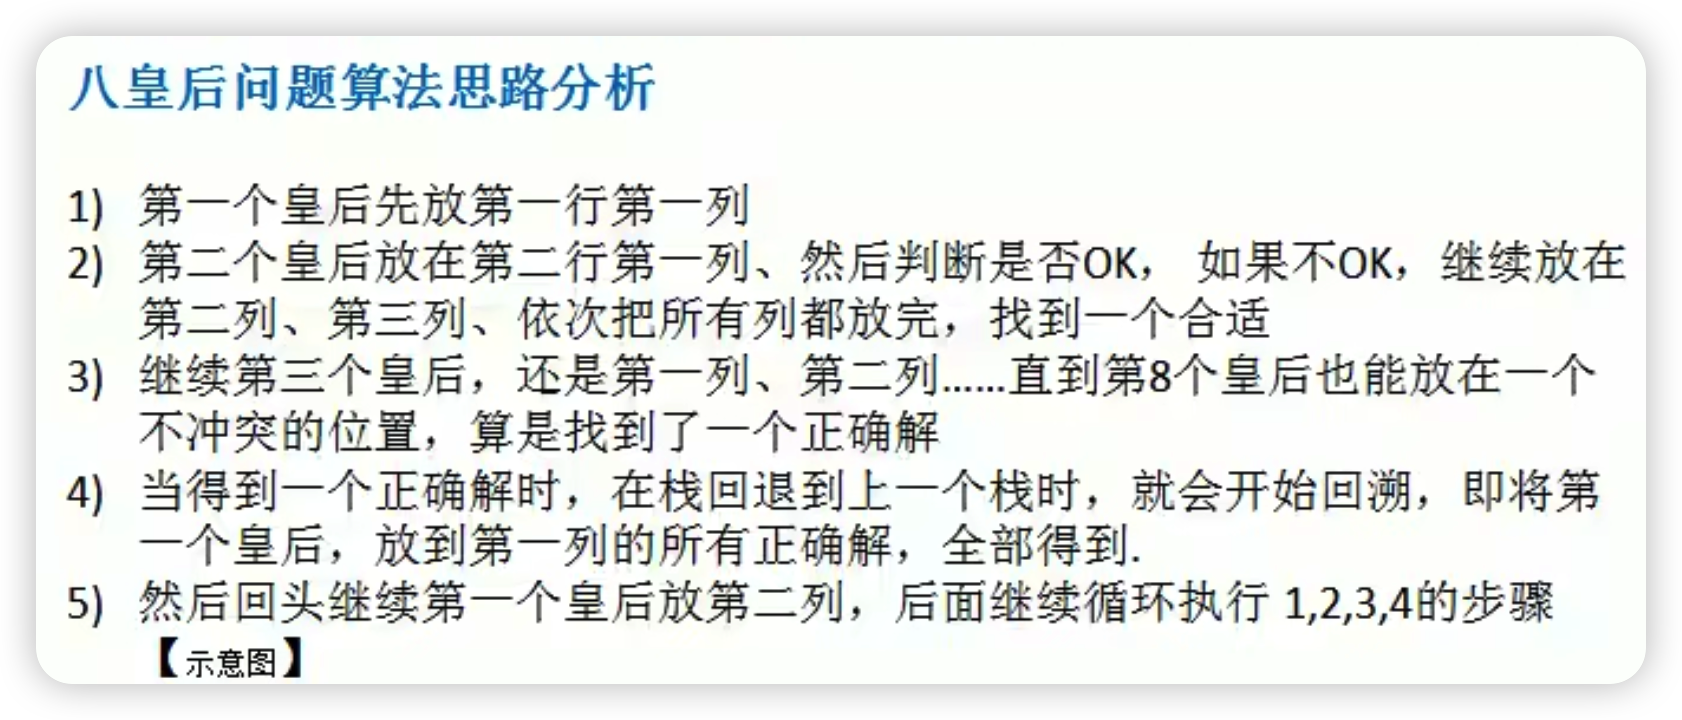 八皇后问题算法思路分析
1) 第一个皇后先放第一行第一列
2) 第二个皇后放在第二行第一列、然后判断是否OK， 如果不OK，继续放在
第二列、第三列、依次把所有列都放完，找到一个合适
3) 继续第三个皇后，还是第一列、第二列……直到第8个皇后也能放在一个
不冲突的位置，算是找到了一个正确解
4) 当得到一个正确解时，在栈回退到上一个栈时，就会开始回溯，即将第
一个皇后，放到第一列的所有正确解，全部得到.
5) 然后回头继续第一个皇后放第二列，后面继续循环执行 1,2,3,4的步骤
【示意图】